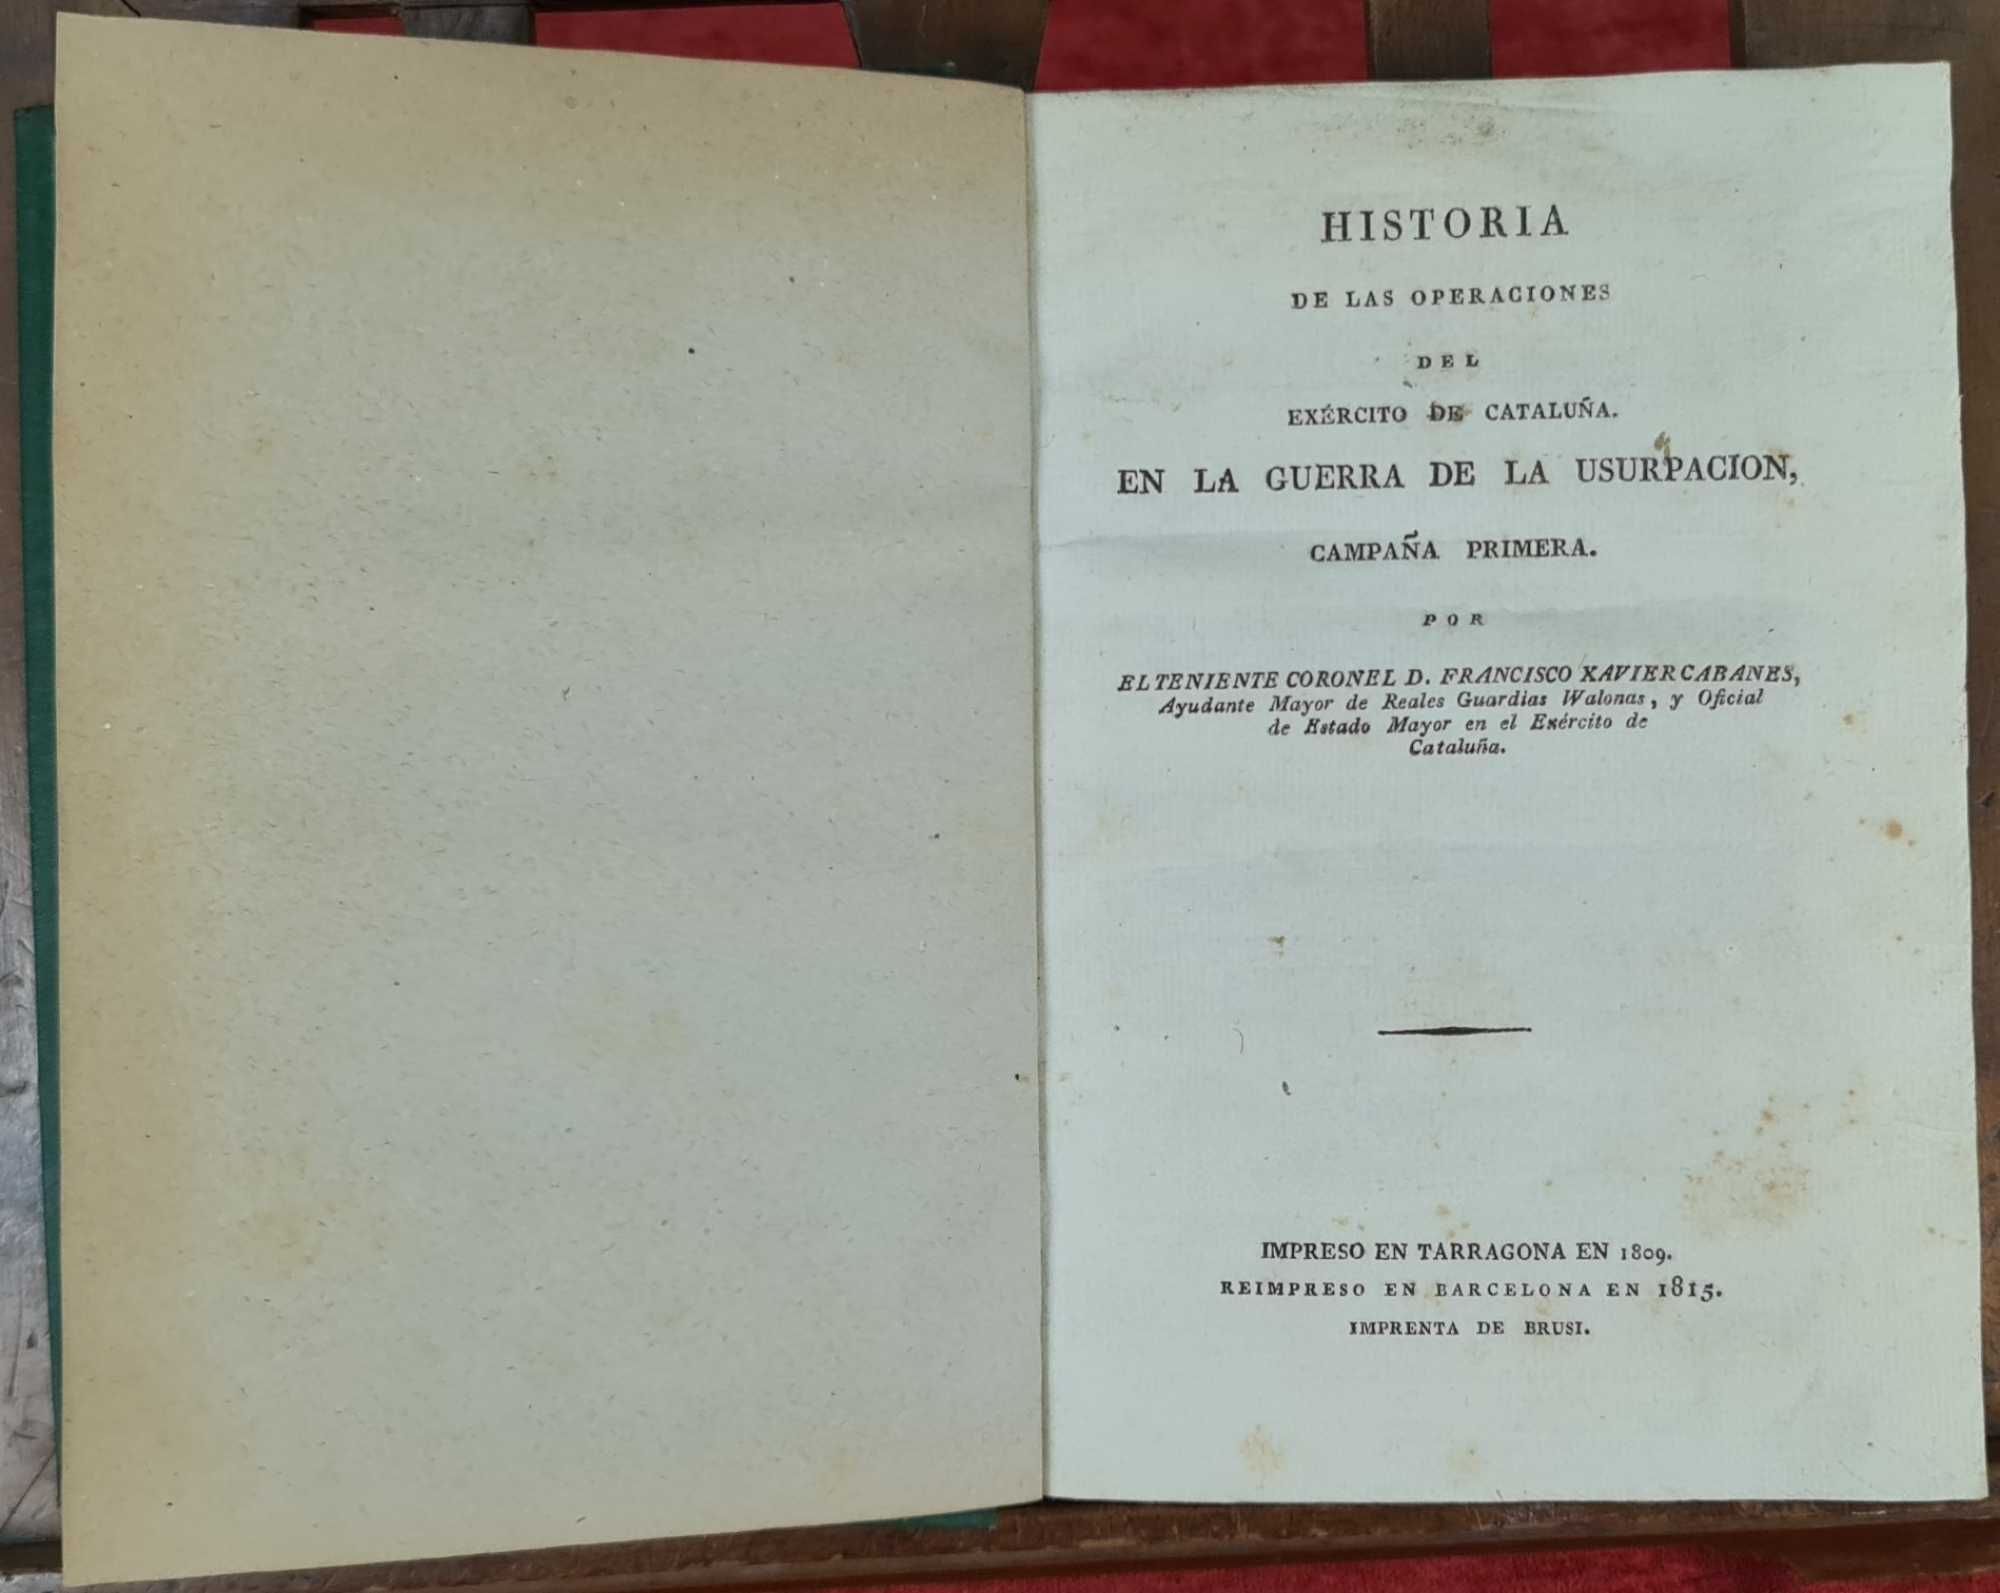 HISTORIA
DE LAS OPERACIONES
DEL
EXÉRCITO DE CATALUÑA.
EN LA GUERRA DE LA USURPACION,
CAMPAÑA PRIMERA.
POR
EL TENIENTE CORONEL D. FRANCISCO XAVIER CABANES,
Ayudante Mayor de Reales Guardias Walonas, y Oficial
de Estado Mayor en el Exército de
Cataluña.
IMPRESO EN TARRAGONA EN 1809.
REIMPRESO EN BARCELONA EN 1815.
IMPRENTA DE BRUSI.